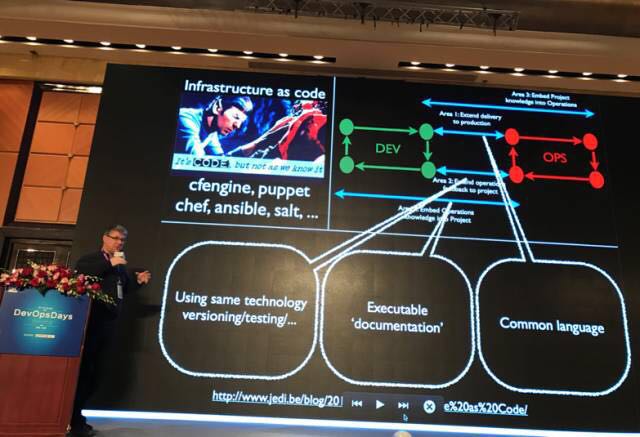 Infrastructure as code
It's CODE, but not as we know it
cfengine, puppet
chef, ansible, salt, ...
Area 3: Embed Project
knowledge into Operations
Area 1: Extend delivery
to production
DEV
OPS
Area 2: Extend operations
feedback to project
Embed Operations
Knowledge into Project
Using same technology
versioning/testing/...
Executable
'documentation'
Common language
http://www.jedi.be/blog/20
e%20as%20Code/
DevOpsDays